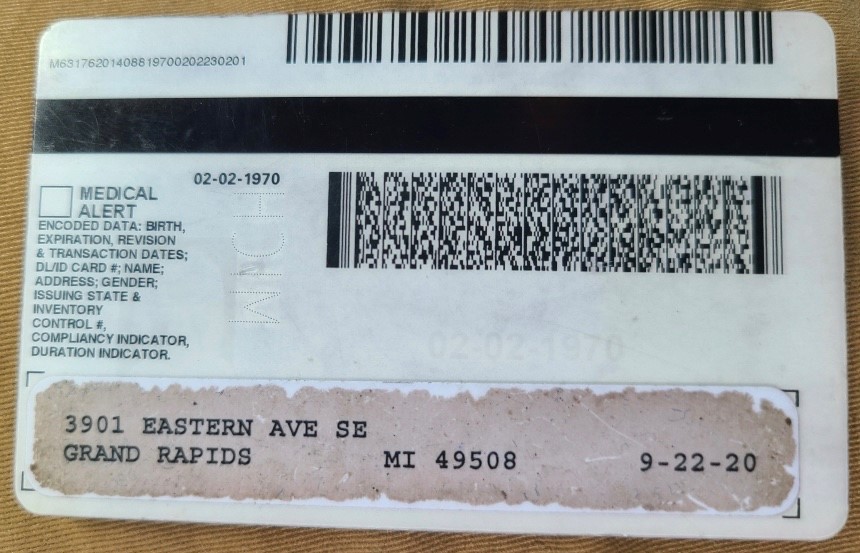 M63176201408819700202230201
02-02-1970
MEDICAL
ALERT
ENCODED DATA: BIRTH,
EXPIRATION, REVISION
& TRANSACTION DATES;
DL/ID CARD #; NAME;
ADDRESS; GENDER;
ISSUING STATE &
INVENTORY
CONTROL #,
COMPLIANCY INDICATOR,
DURATION INDICATOR.
MICH
02-02-1970
3901 EASTERN AVE SE
GRAND RAPIDS MI 49508 9-22-20